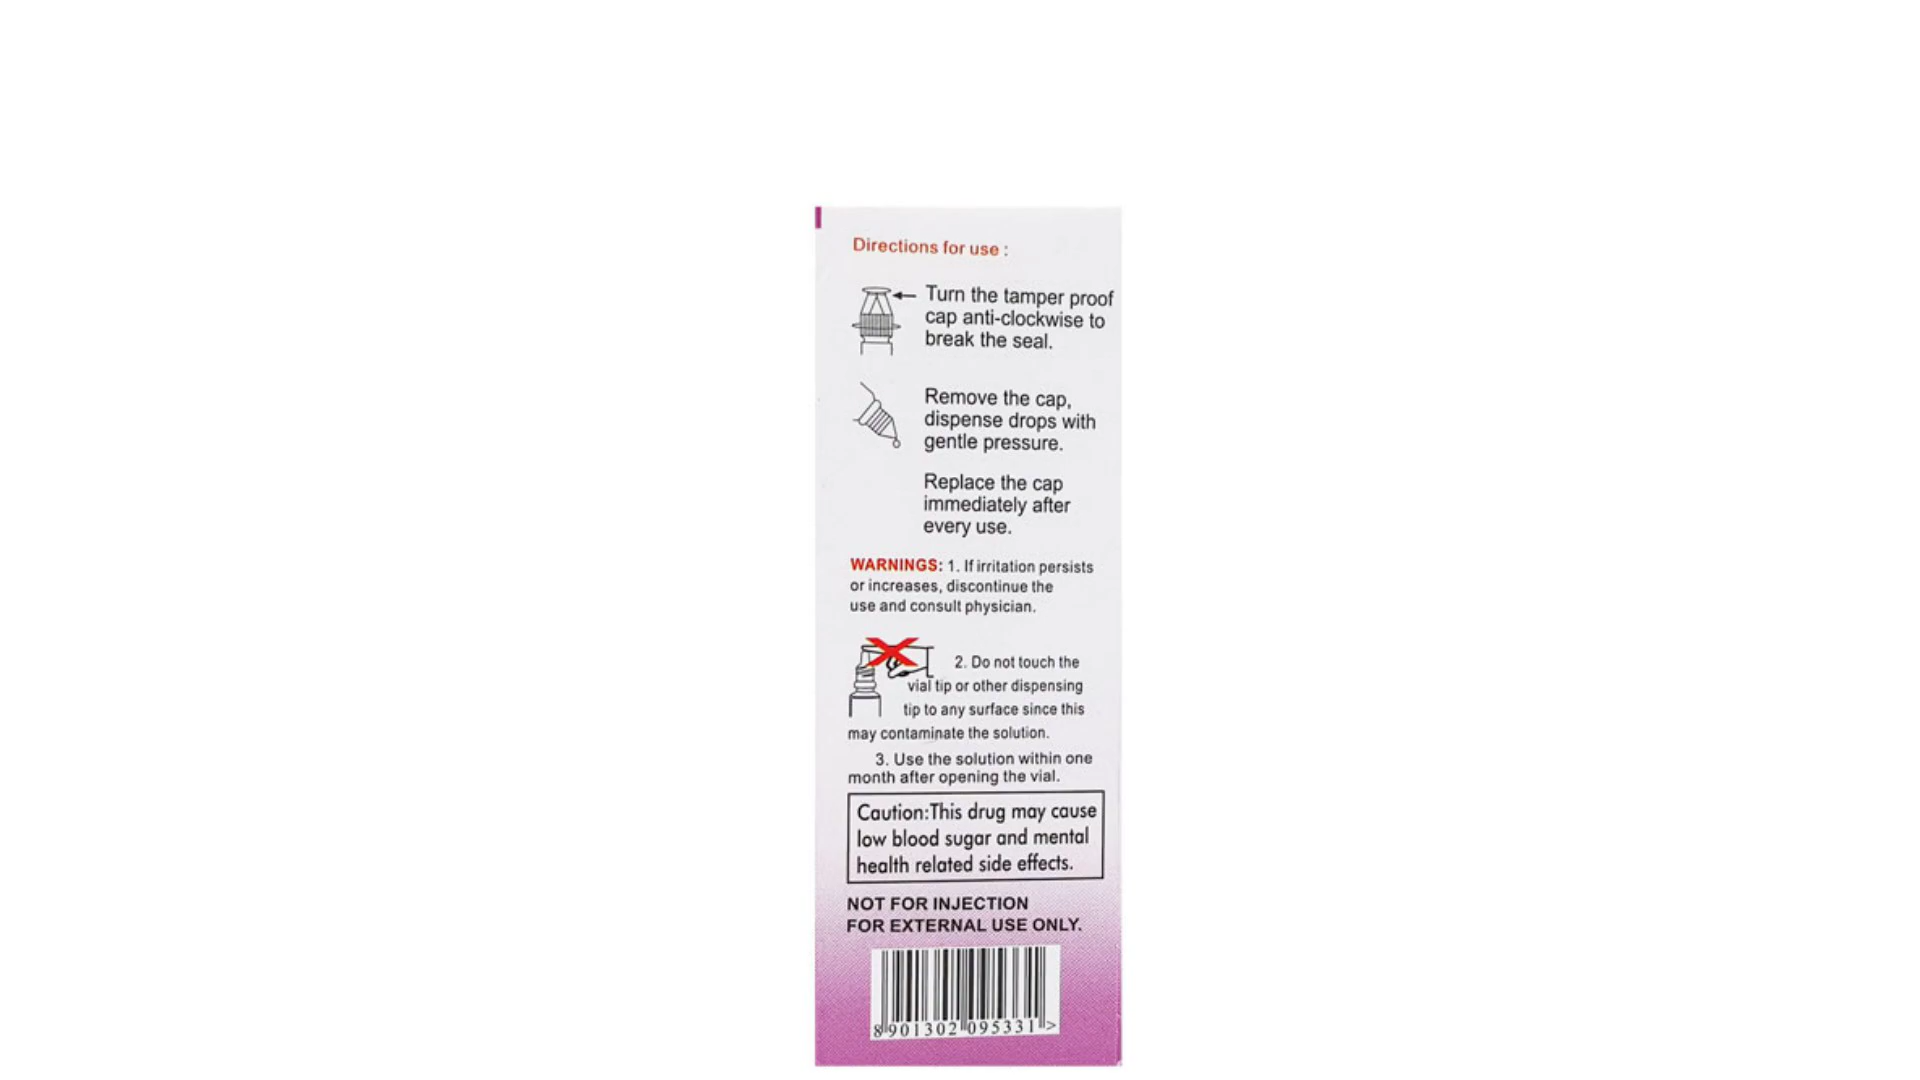 Directions for use :
Turn the tamper proof
cap anti-clockwise to
break the seal.
Remove the cap,
dispense drops with
gentle pressure.
Replace the cap
immediately after
every use.
WARNINGS: 1. If irritation persists
or increases, discontinue the
use and consult physician.
2. Do not touch the
vial tip or other dispensing
tip to any surface since this
may contaminate the solution.
3. Use the solution within one
month after opening the vial.
Caution:This drug may cause
low blood sugar and mental
health related side effects.
NOT FOR INJECTION
FOR EXTERNAL USE ONLY.
8 901302 095331 >